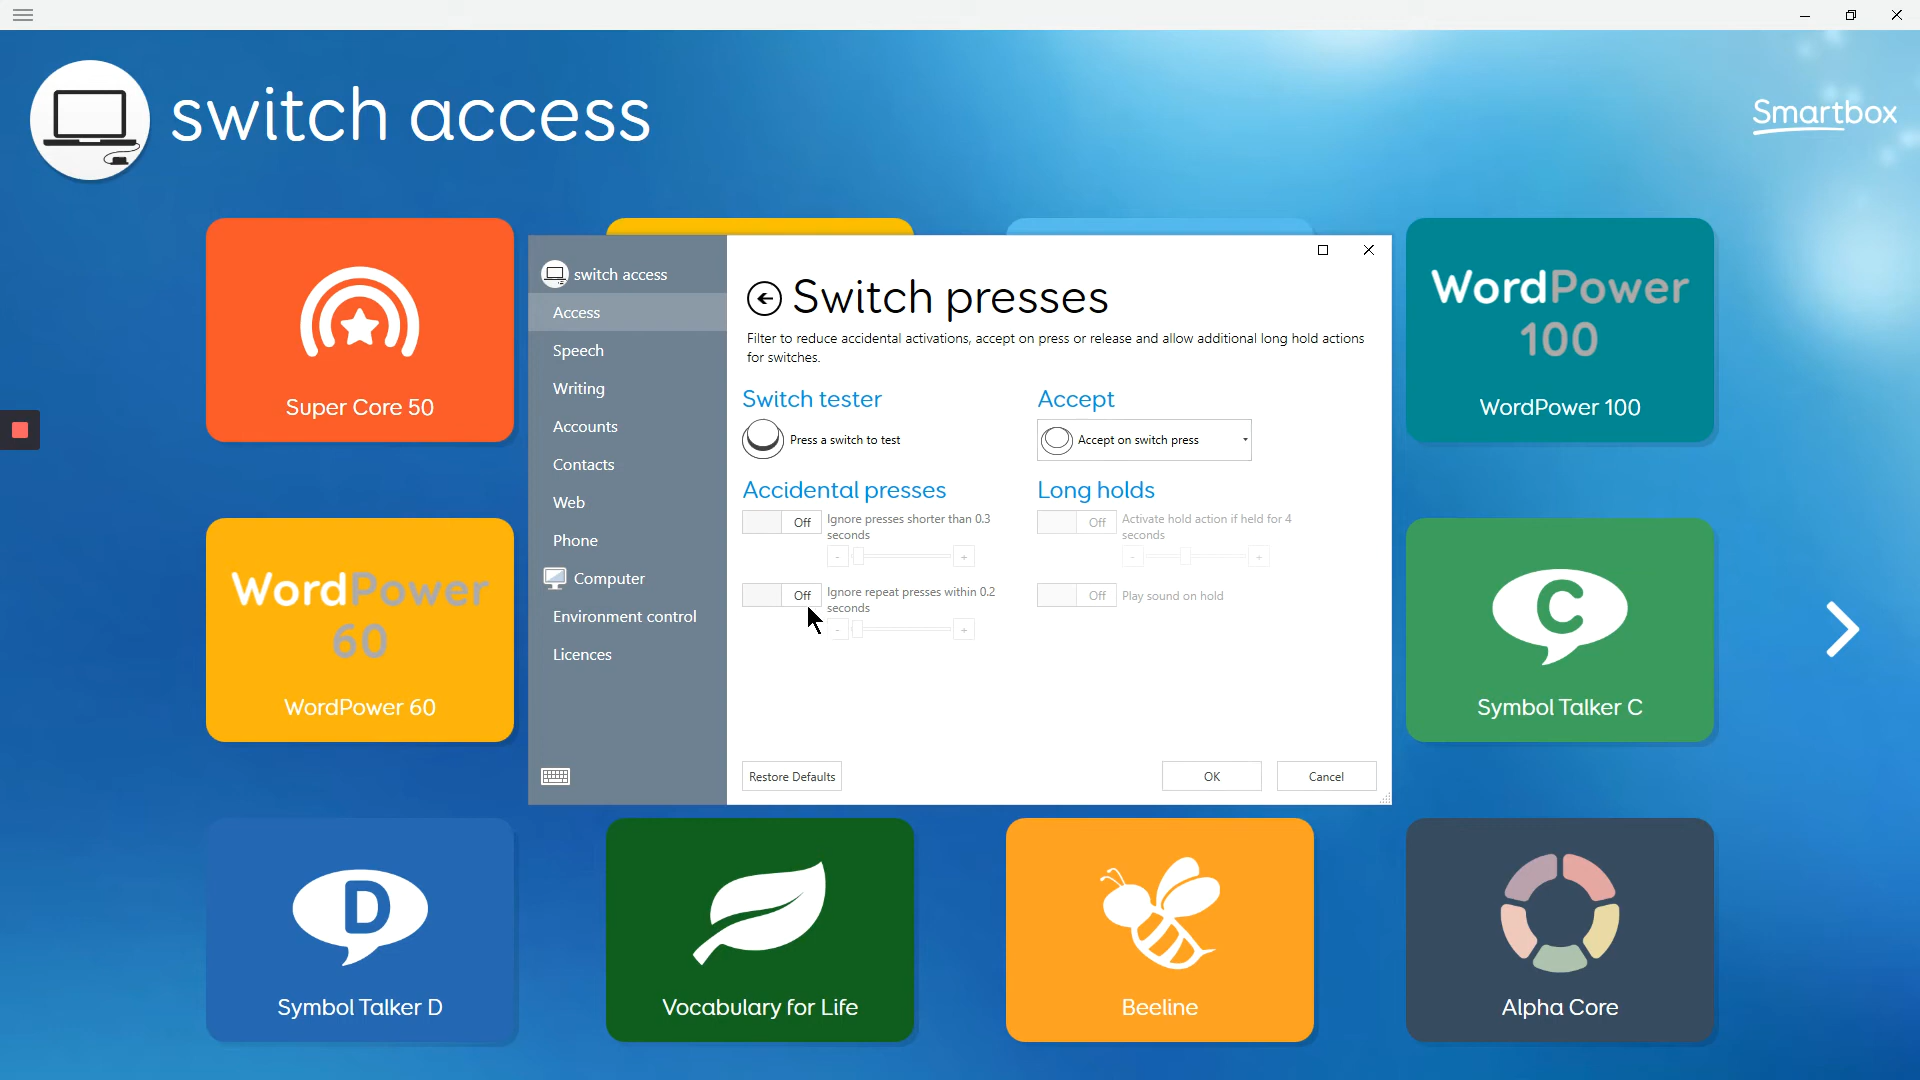 switch access
Smartbox
Super Core 50
WordPower
100
WordPower 100
WordPower
60
WordPower 60
C
Symbol Talker C
D
Symbol Talker D
Vocabulary for Life
Beeline
Alpha Core
switch access
Access
Speech
Writing
Accounts
Contacts
Web
Phone
Computer
Environment control
Licences
Switch presses
Filter to reduce accidental activations, accept on press or release and allow additional long hold actions
for switches.
Switch tester
Press a switch to test
Accept
Accept on switch press
Accidental presses
Off
Ignore presses shorter than 0.3
seconds
- +
Off
Ignore repeat presses within 0.2
seconds
- +
Long holds
Off
Activate hold action if held for 4
seconds
- +
Off
Play sound on hold
Restore Defaults
OK
Cancel